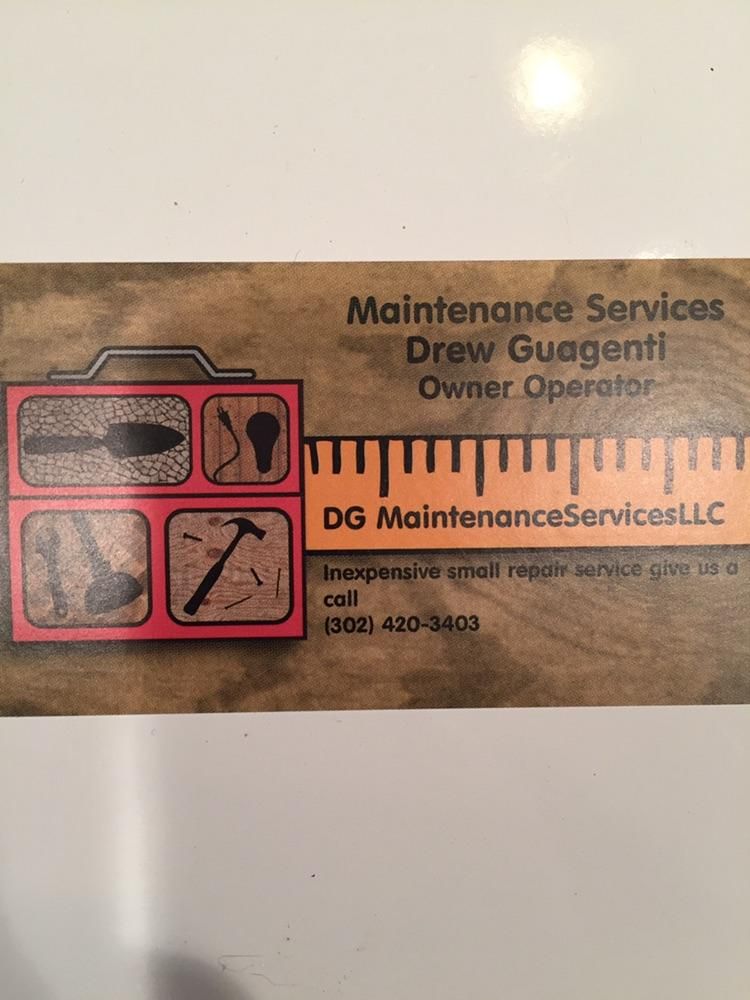 Maintenance Services
Drew Guagenti
Owner Operator
DG MaintenanceServicesLLC
Inexpensive small repair service give us a
call
(302) 420-3403